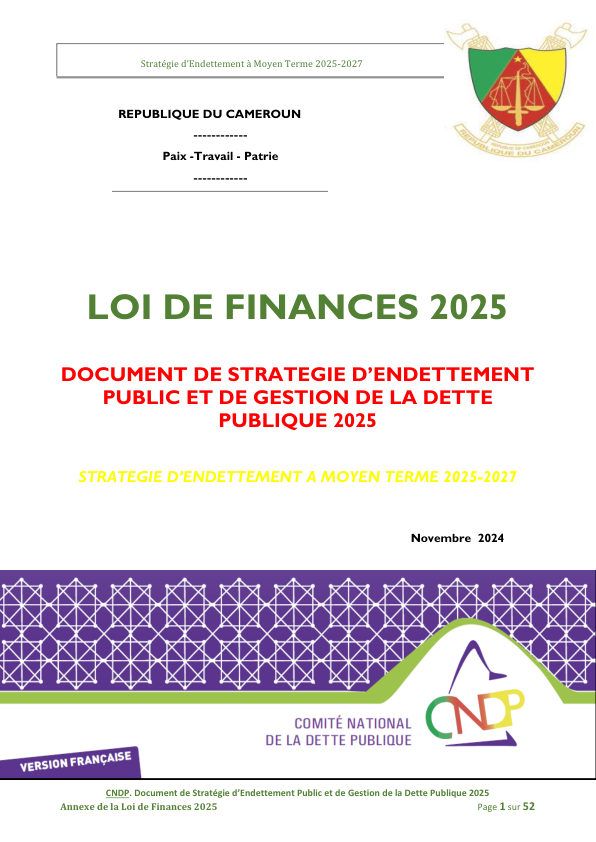 Stratégie d'Endettement à Moyen Terme 2025-2027
REPUBLIQUE DU CAMEROUN
------------
Paix -Travail - Patrie
------------
REPUBLIC OF CAMEROON
REPUBLIQUE DU CAMEROUN
LOI DE FINANCES 2025
DOCUMENT DE STRATEGIE D'ENDETTEMENT
PUBLIC ET DE GESTION DE LA DETTE
PUBLIQUE 2025
STRATEGIE D'ENDETTEMENT A MOYEN TERME 2025-2027
Novembre 2024
CNDP
COMITÉ NATIONAL
DE LA DETTE PUBLIQUE
VERSION FRANÇAISE
CNDP. Document de Stratégie d'Endettement Public et de Gestion de la Dette Publique 2025
Annexe de la Loi de Finances 2025 Page 1 sur 52